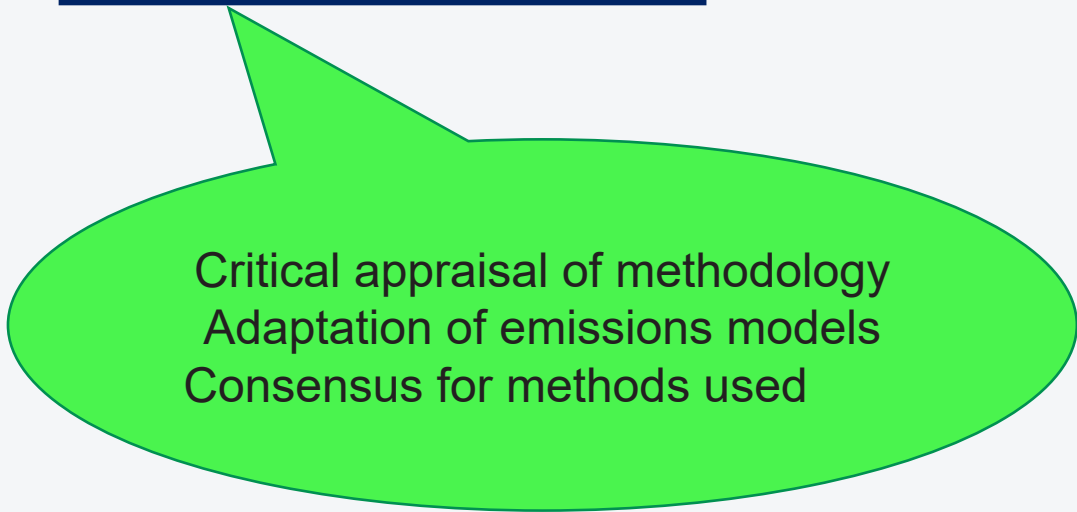 Critical appraisal of methodology
Adaptation of emissions models
Consensus for methods used